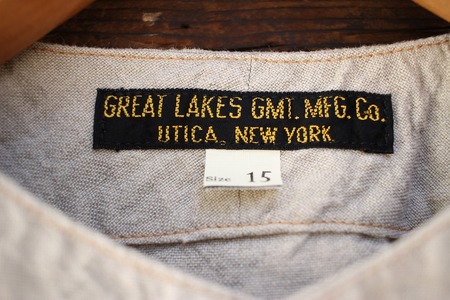 GREAT LAKES GMT. MFG. Co.
UTICA, NEW YORK.
Size 15